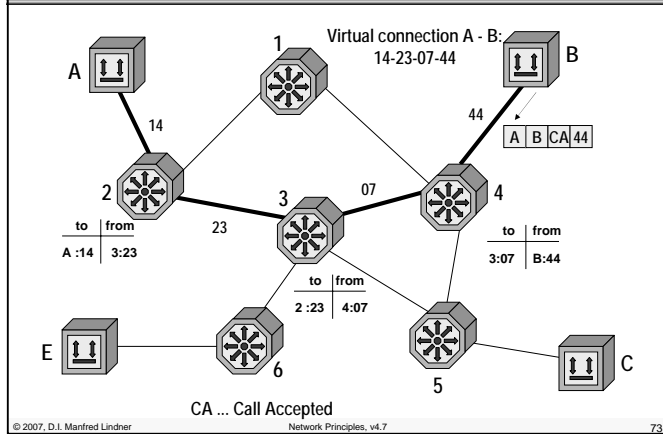 Virtual connection A - B:
14-23-07-44
A
1
B
44
A B CA 44
14
2
07
4
3
23
to from
A :14 3:23
to from
3:07 B:44
to from
2 :23 4:07
E
6
5
C
CA ... Call Accepted
© 2007, D.I. Manfred Lindner Network Principles, v4.7 73